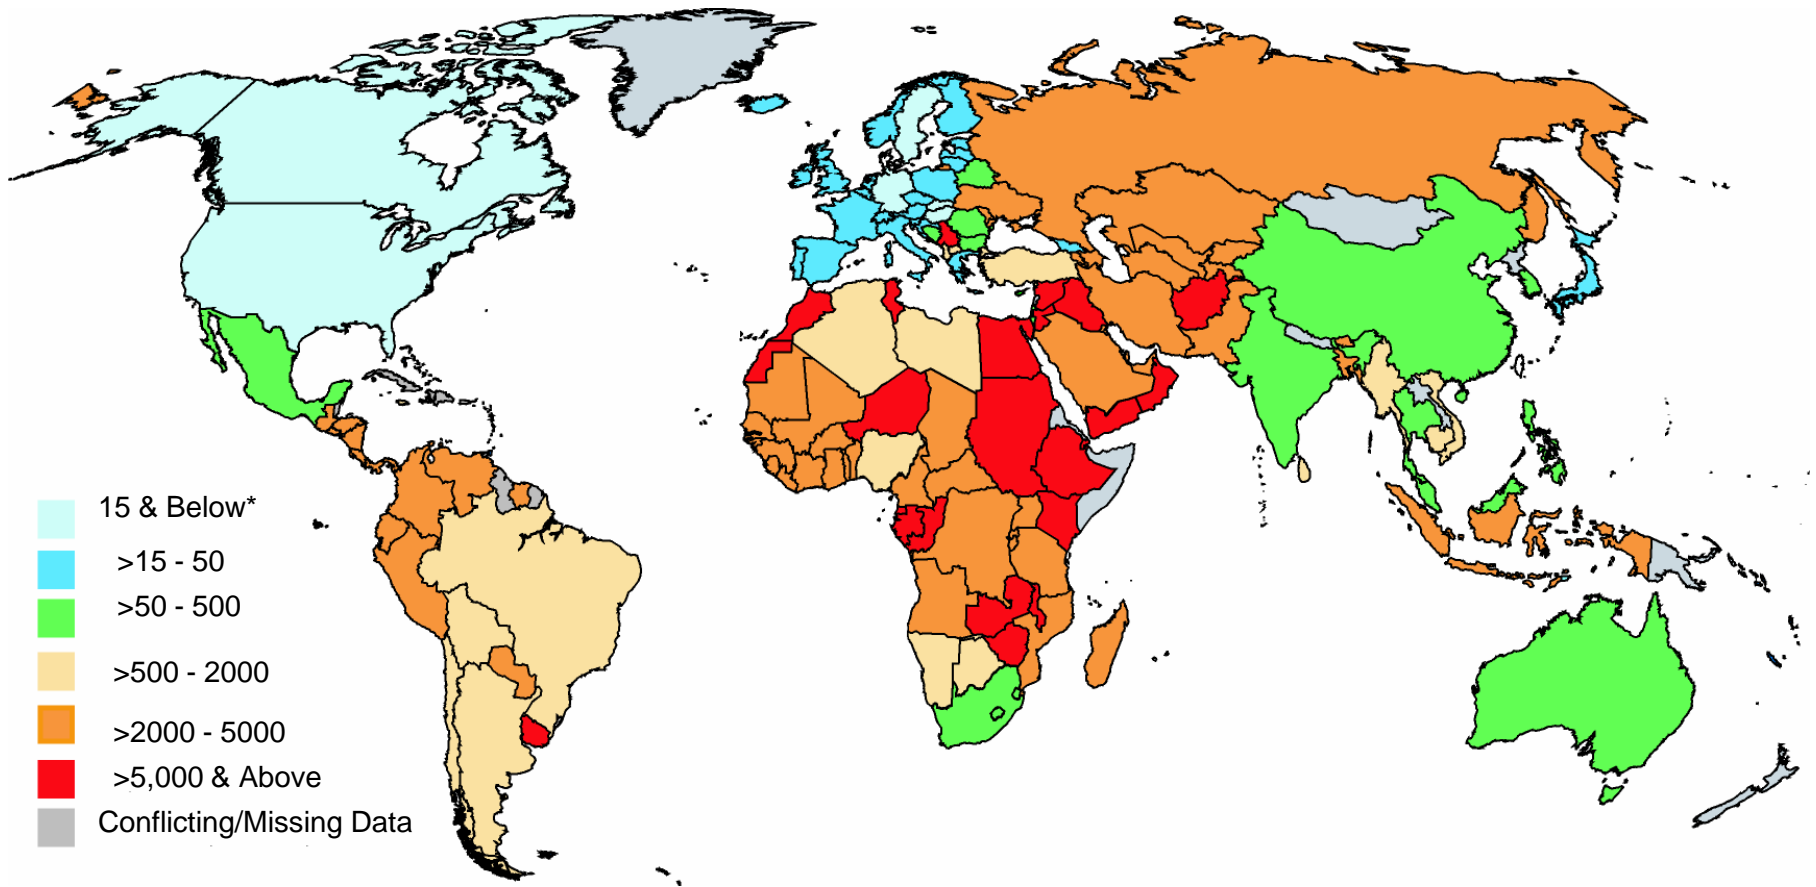 15 & Below*
>15 - 50
>50 - 500
>500 - 2000
>2000 - 5000
>5,000 & Above
Conflicting/Missing Data